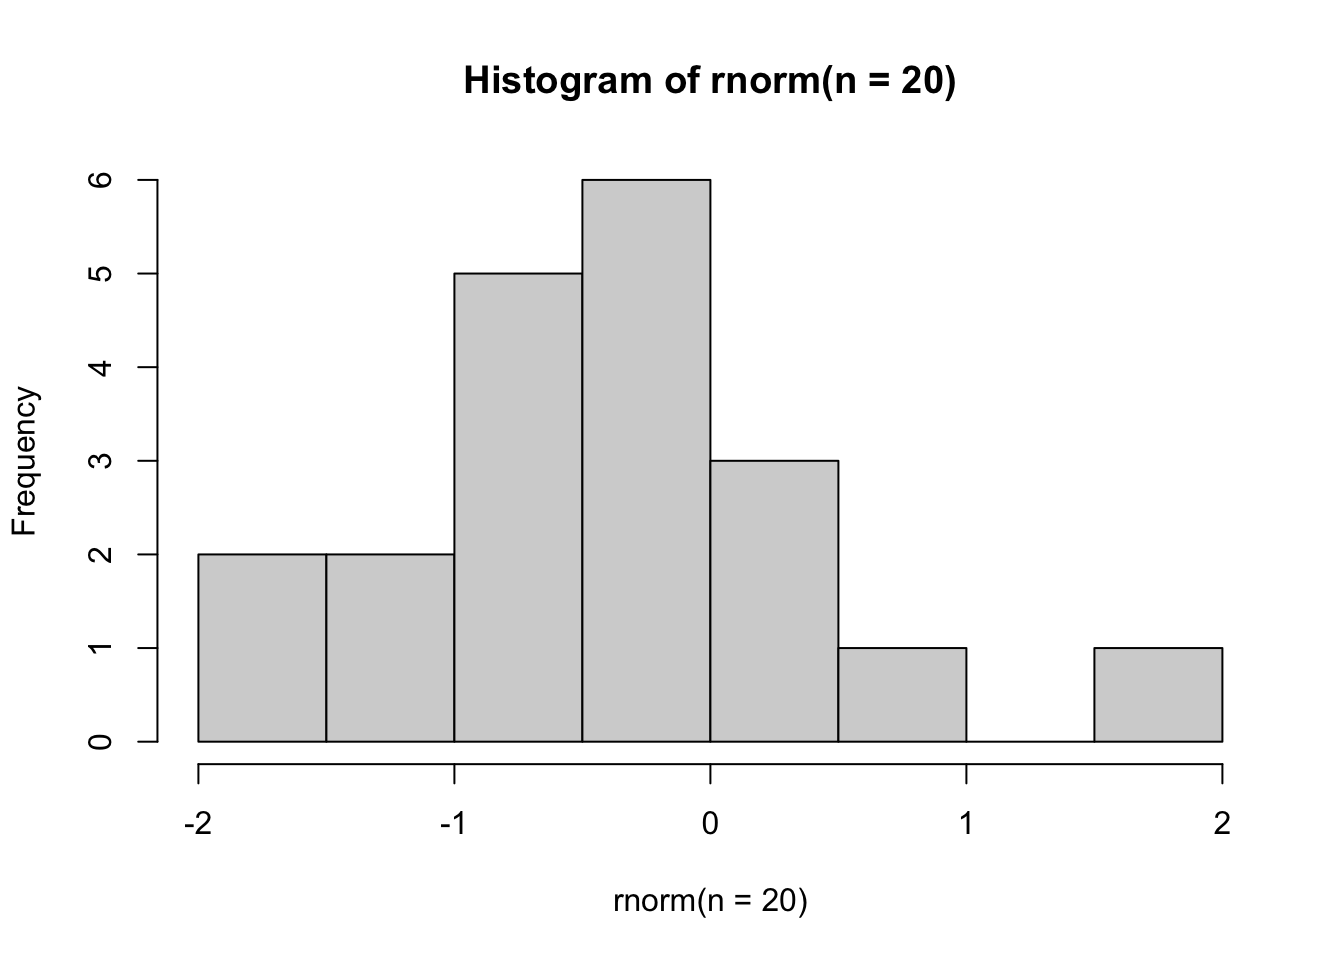 Histogram of rnorm(n = 20)
6
5
4
3
2
1
0
Frequency
-2 -1 0 1 2
rnorm(n = 20)